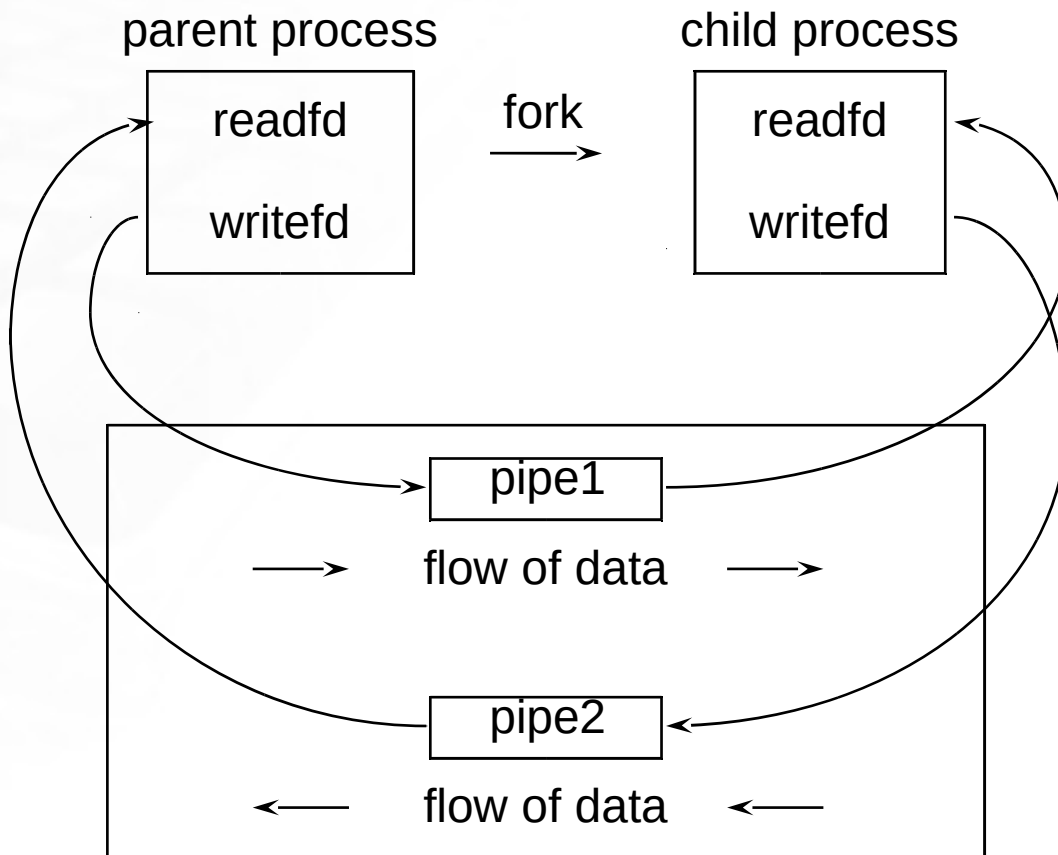 parent process
child process
readfd
fork
readfd
writefd
writefd
pipe1
flow of data
pipe2
flow of data